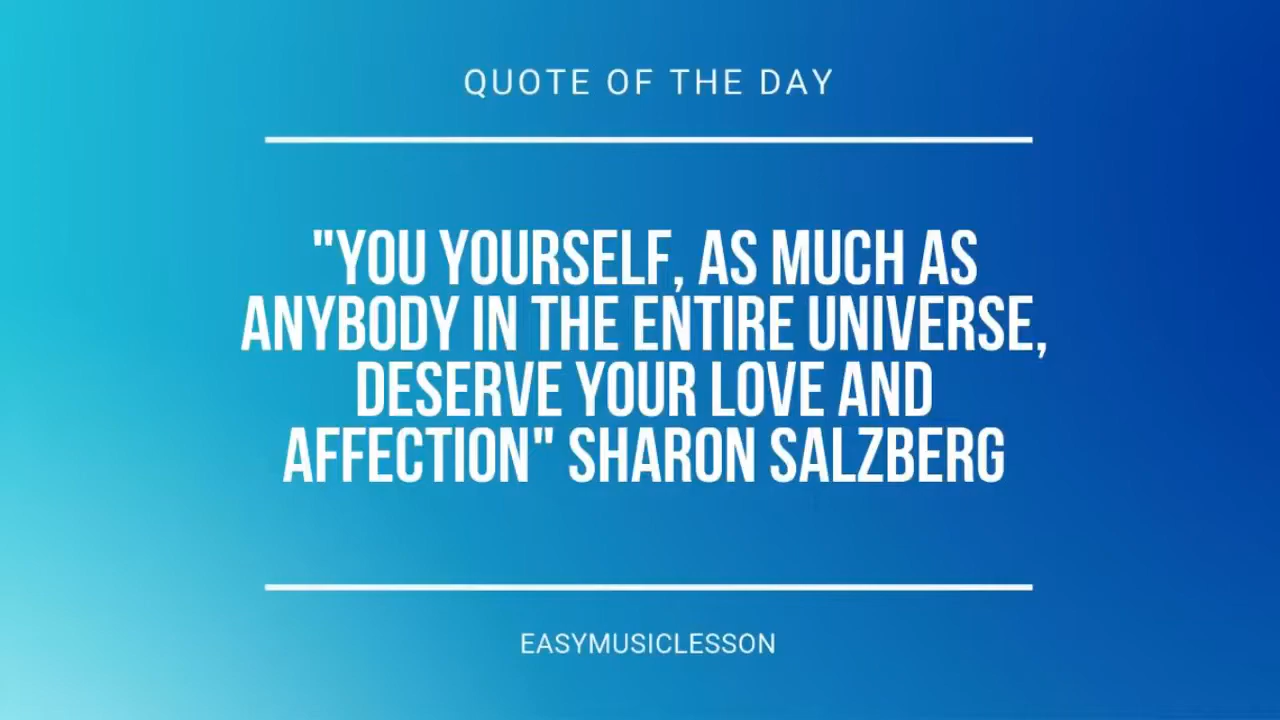 QUOTE OF THE DAY
"YOU YOURSELF, AS MUCH AS
ANYBODY IN THE ENTIRE UNIVERSE,
DESERVE YOUR LOVE AND
AFFECTION" SHARON SALZBERG
EASYMUSICLESSON